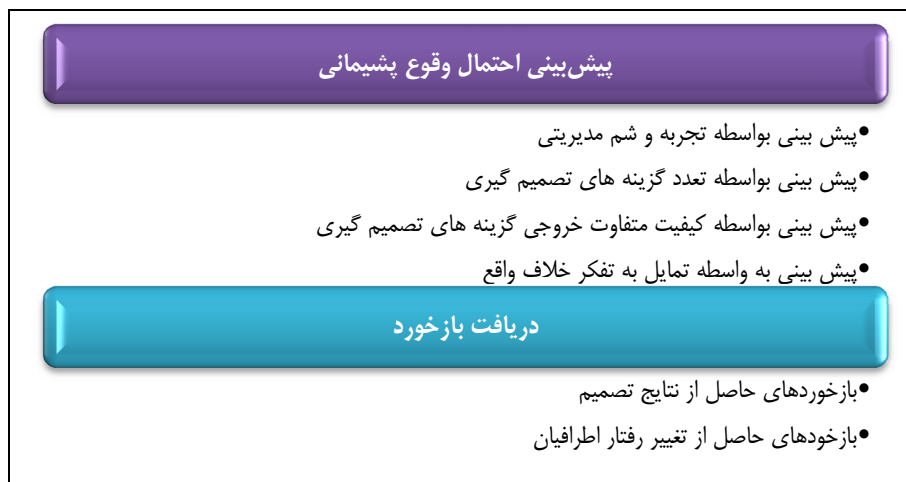 پیش‌بینی احتمال وقوع پشیمانی
•پیش بینی بواسطه تجربه و شم مدیریتی
•پیش بینی بواسطه تعدد گزینه های تصمیم گیری
•پیش بینی بواسطه کیفیت متفاوت خروجی گزینه های تصمیم گیری
•پیش بینی به واسطه تمایل به تفکر خلاف واقع
دریافت بازخورد
•بازخوردهای حاصل از نتایج تصمیم
•بازخودهای حاصل از تغییر رفتار اطرافیان